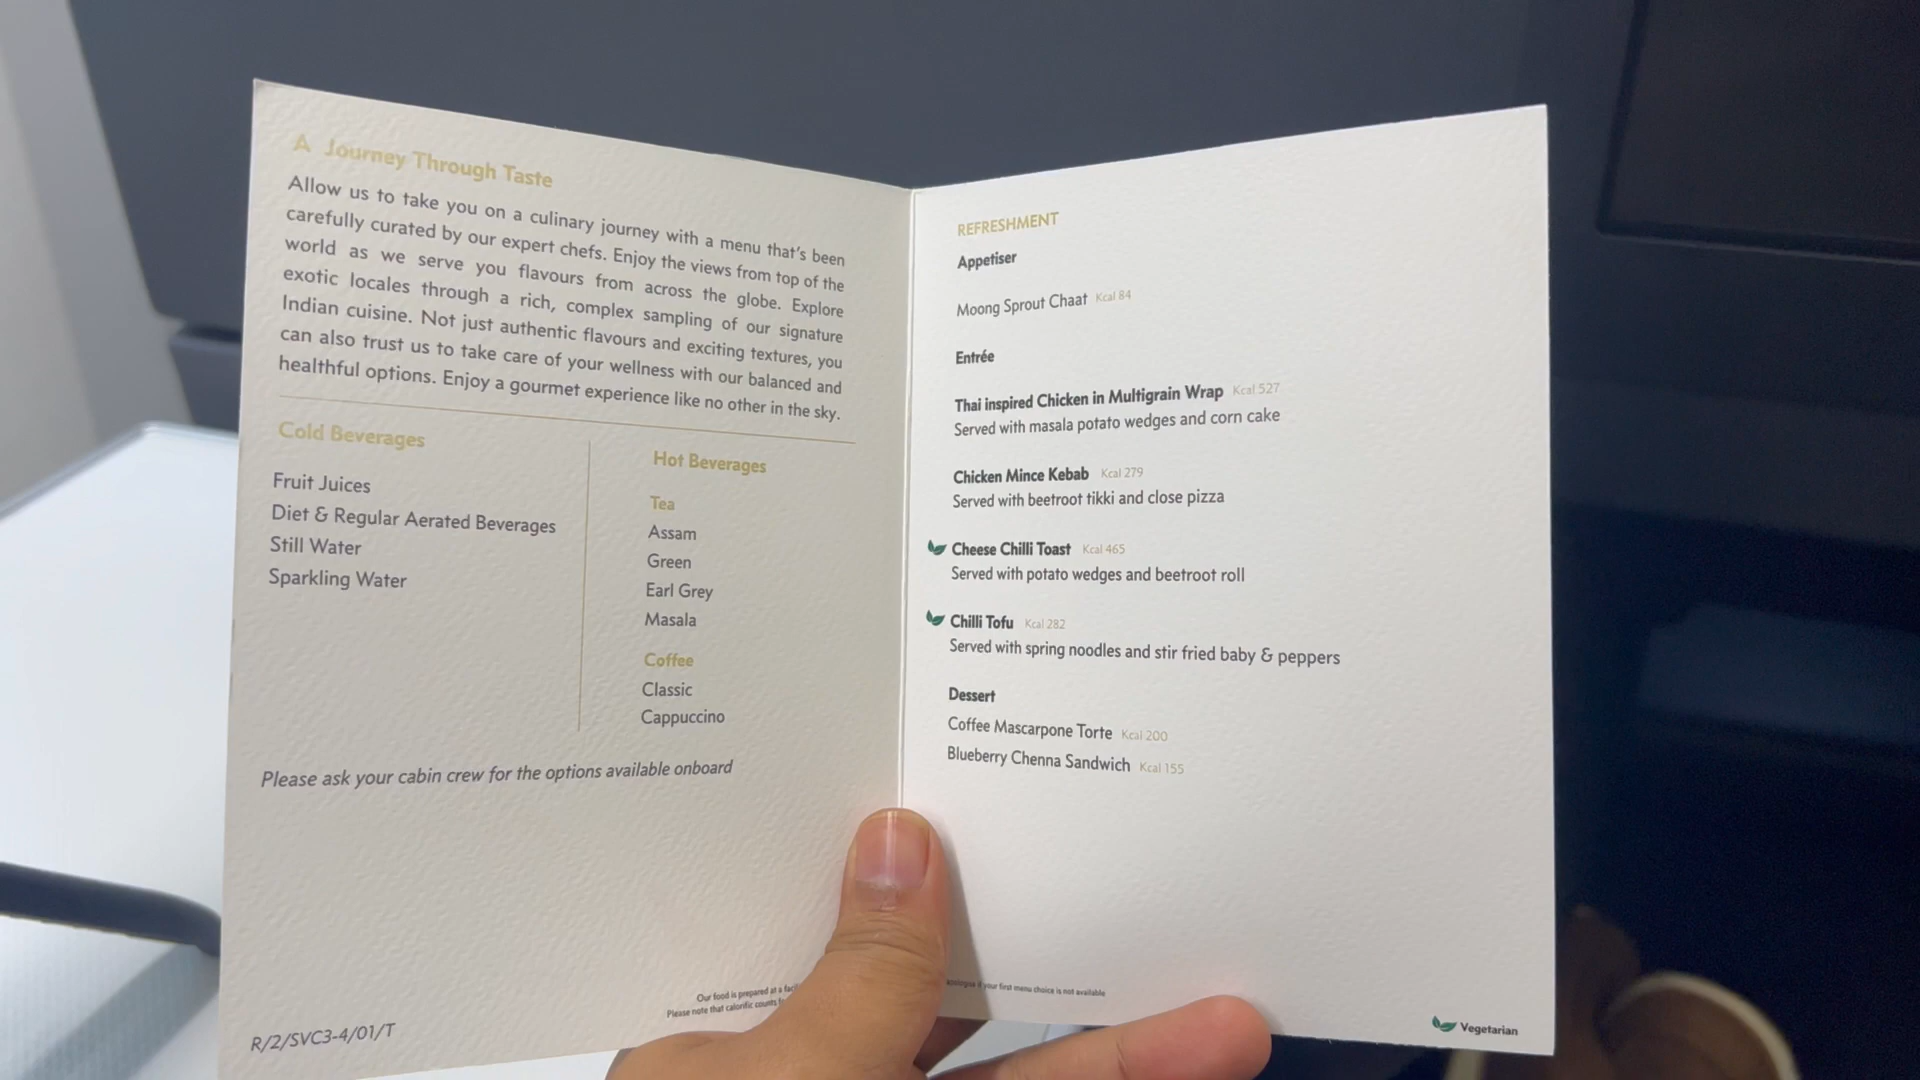 A Journey Through Taste
Allow us to take you on a culinary journey with a menu that's been
carefully curated by our expert chefs. Enjoy the views from top of the
world as we serve you flavours from across the globe. Explore
exotic locales through a rich, complex sampling of our signature
Indian cuisine. Not just authentic flavours and exciting textures, you
can also trust us to take care of your wellness with our balanced and
healthful options. Enjoy a gourmet experience like no other in the sky.
Cold Beverages
Fruit Juices
Diet & Regular Aerated Beverages
Still Water
Sparkling Water
Hot Beverages
Tea
Assam
Green
Earl Grey
Masala
Coffee
Classic
Cappuccino
Please ask your cabin crew for the options available onboard
Our food is prepared at a
Please note that calorific counts
R/2/SVC3-4/01/T
REFRESHMENT
Appetiser
Moong Sprout Chaat Kcal 84
Entrée
Thai inspired Chicken in Multigrain Wrap Kcal 527
Served with masala potato wedges and corn cake
Chicken Mince Kebab Kcal 279
Served with beetroot tikki and close pizza
Cheese Chilli Toast Kcal 465
Served with potato wedges and beetroot roll
Chilli Tofu Kcal 282
Served with spring noodles and stir fried baby & peppers
Dessert
Coffee Mascarpone Torte Kcal 200
Blueberry Chenna Sandwich Kcal 155
if your first menu choice is not available
Vegetarian